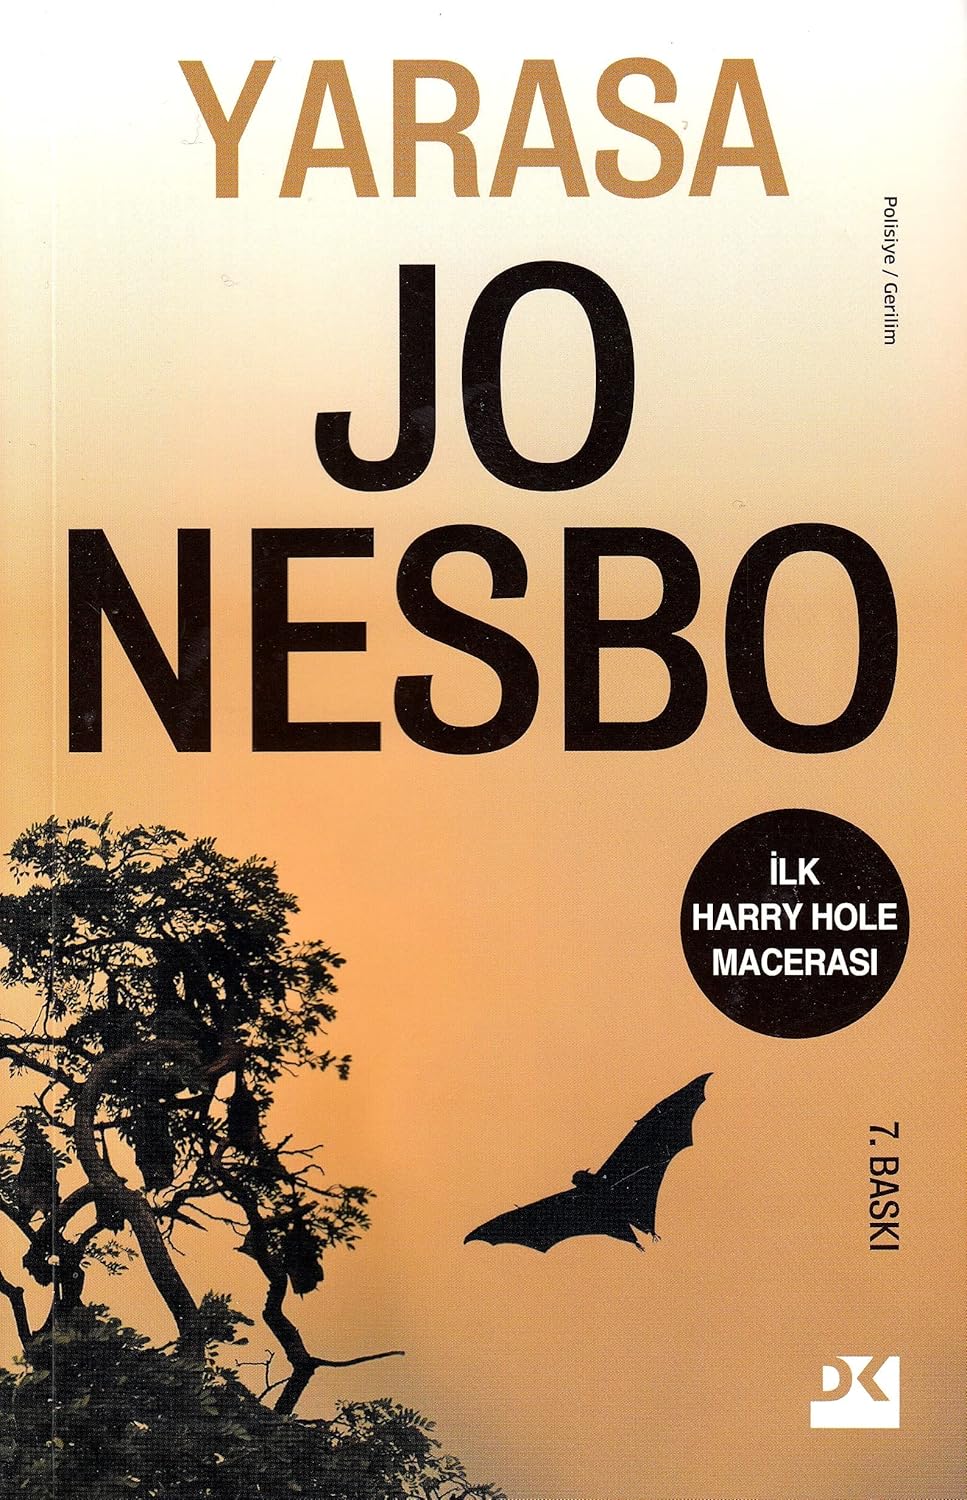 YARASA
Polisiye / Gerilim
JO
NESBO
İLK
HARRY HOLE
MACERASI
7. BASKI
DK